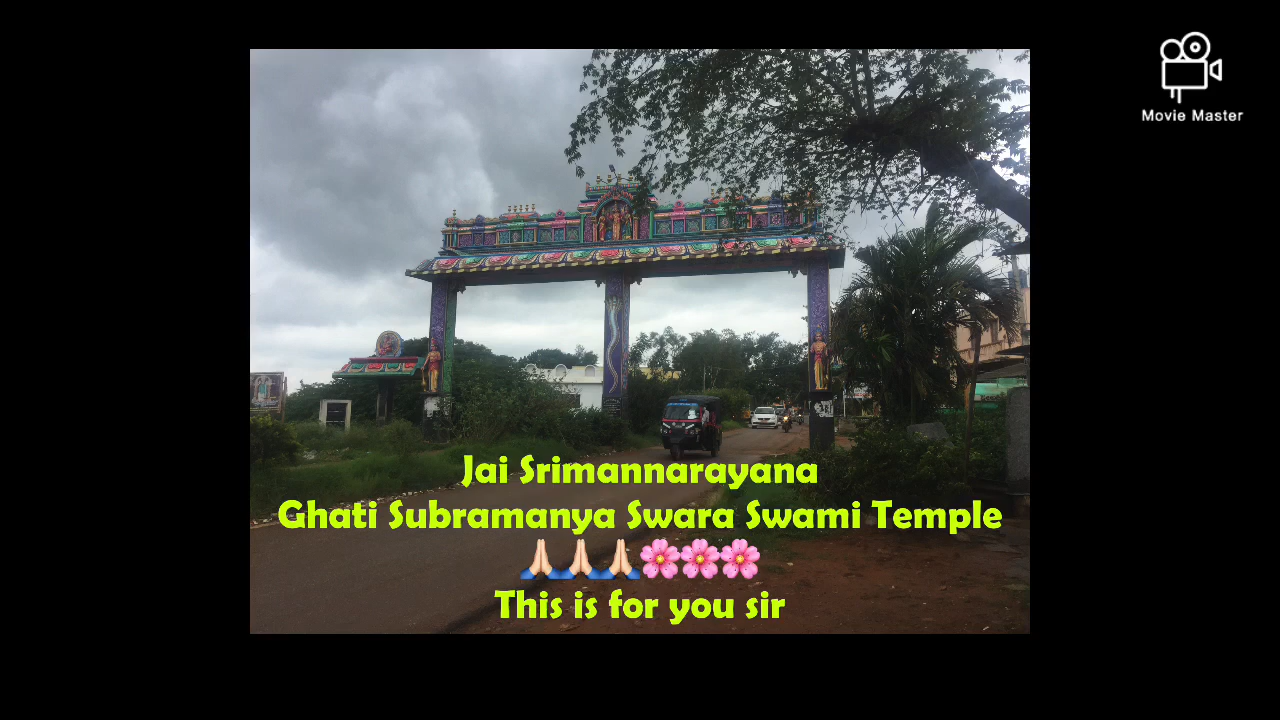 Movie Master
Jai Srimannarayana
Ghati Subramanya Swara Swami Temple
🙏🏻🙏🏻🙏🏻🌸🌸🌸
This is for you sir